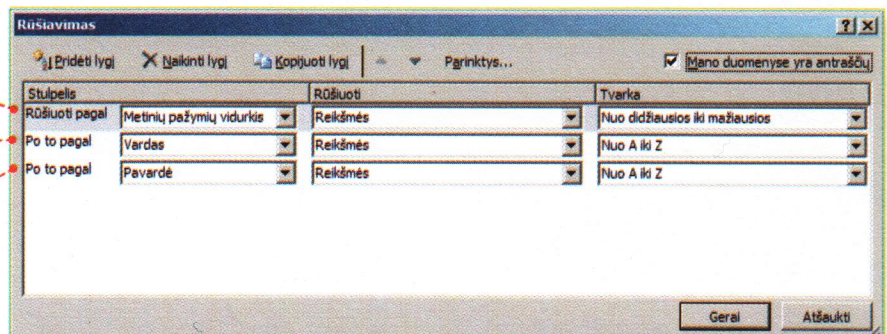 Rūšiavimas
Pridėti lygį Naikinti lygį Kopijuoti lygį Parinktys... Mano duomenyse yra antraščių
Stulpelis Rūšiuoti Tvarka
Rūšiuoti pagal Metinių pažymių vidurkis Reikšmės Nuo didžiausios iki mažiausios
Po to pagal Vardas Reikšmės Nuo A iki Z
Po to pagal Pavardė Reikšmės Nuo A iki Z
Gerai Atšaukti